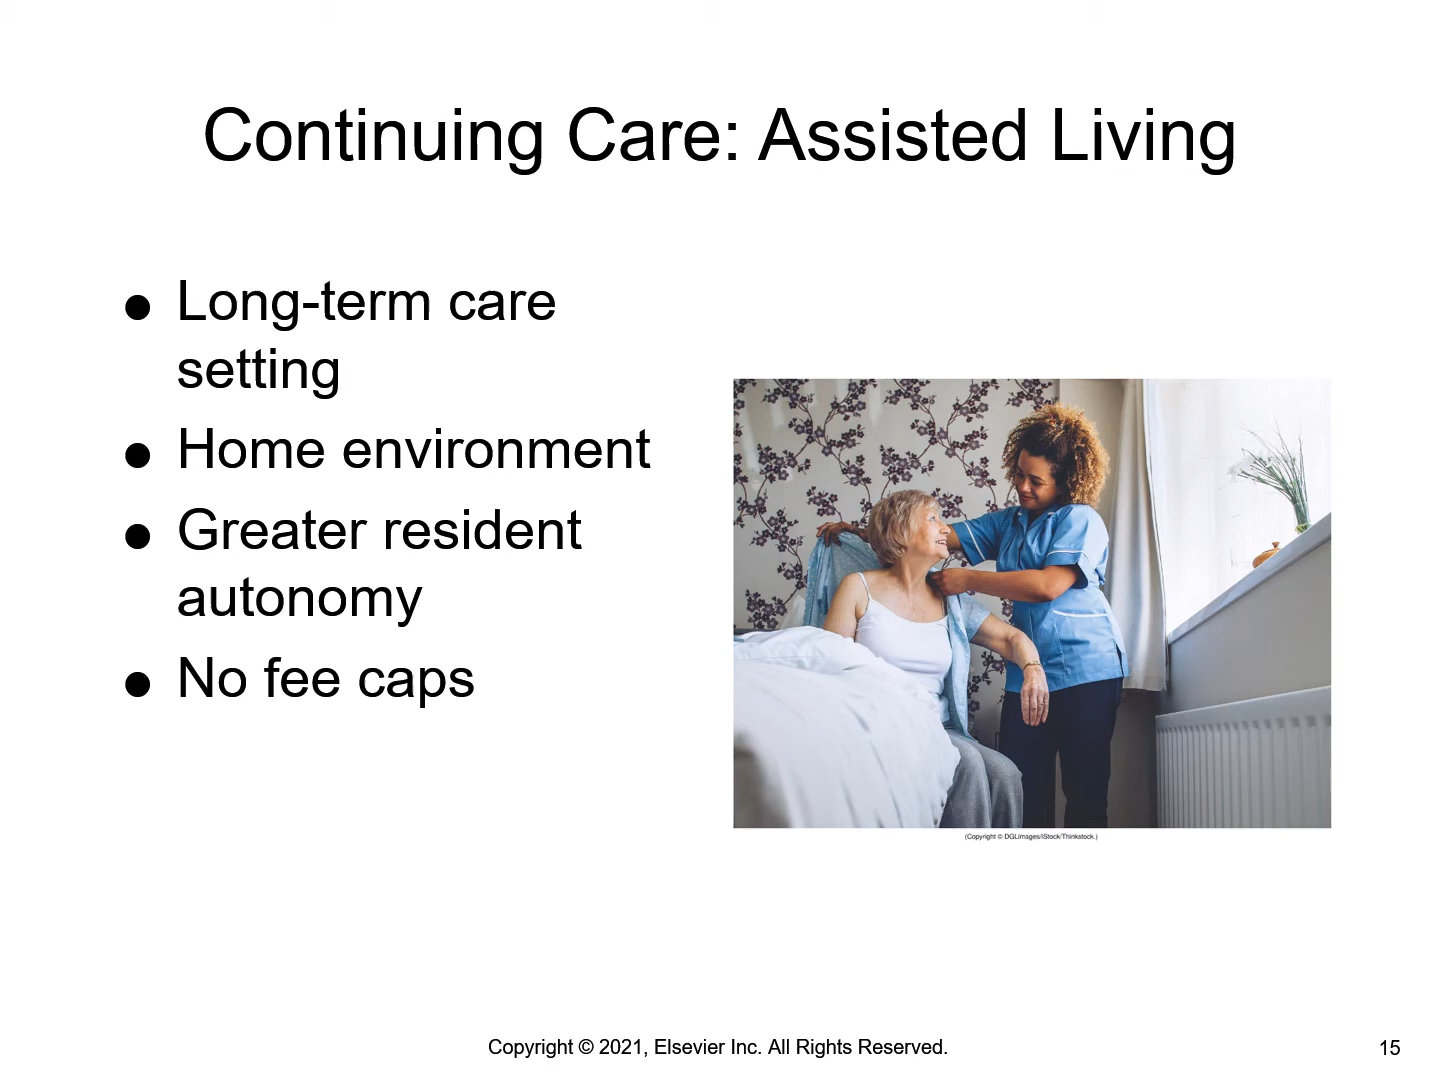 Continuing Care: Assisted Living
● Long-term care
setting
● Home environment
● Greater resident
autonomy
● No fee caps
(Copyright © DGLimages/iStock/Thinkstock.)
Copyright © 2021, Elsevier Inc. All Rights Reserved.
15